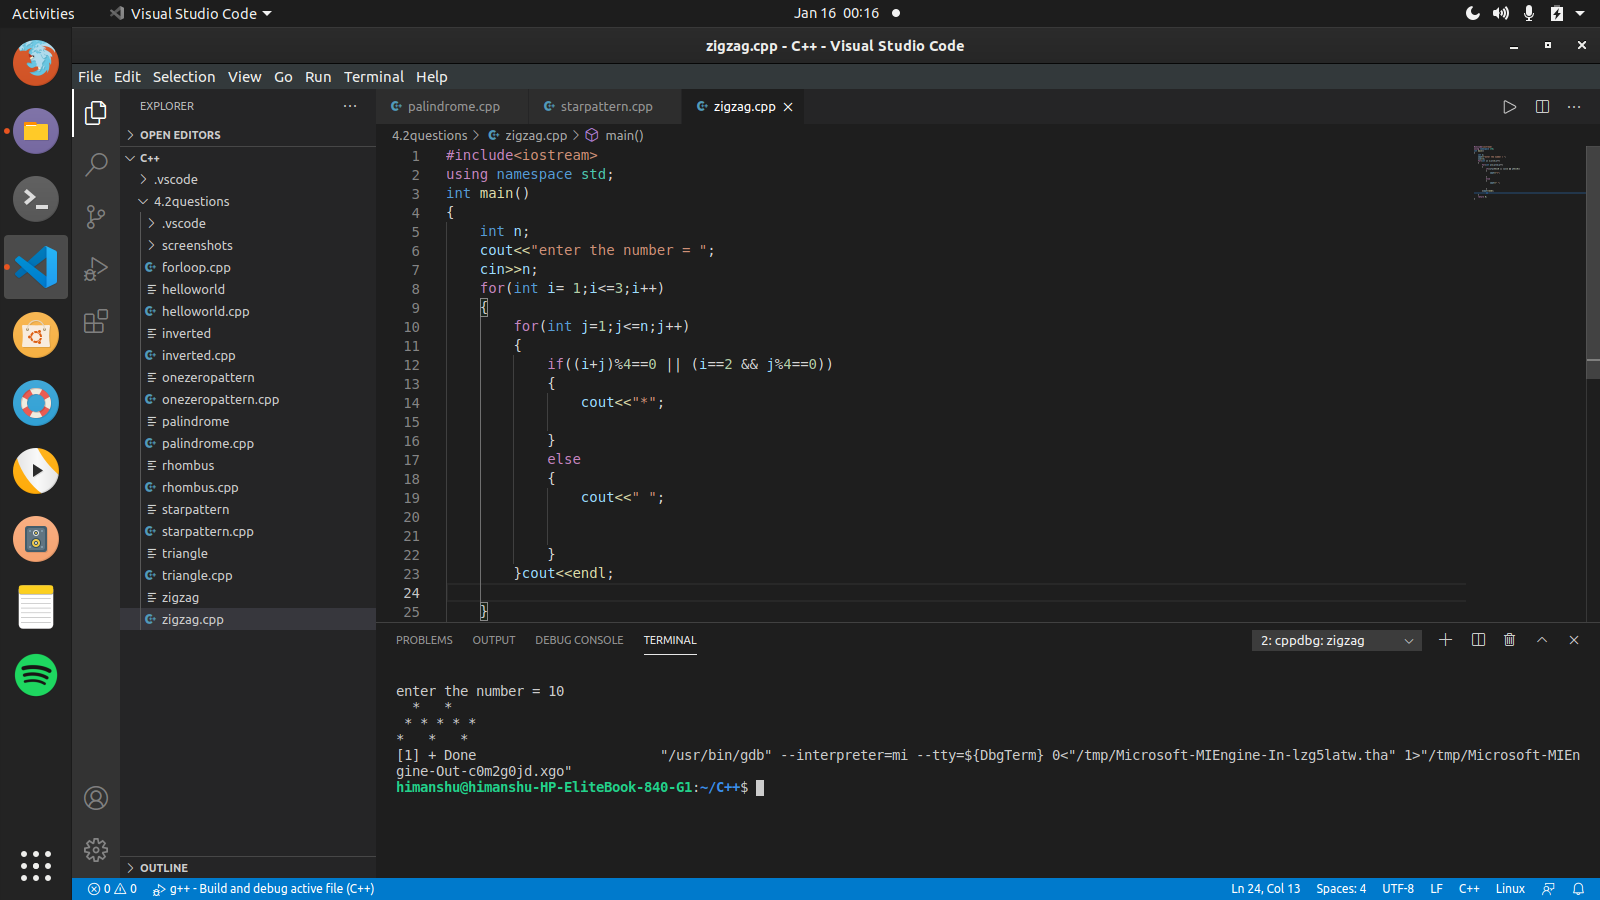 Activities
Visual Studio Code
Jan 16 00:16
zigzag.cpp - C++ - Visual Studio Code
File Edit Selection View Go Run Terminal Help
EXPLORER
OPEN EDITORS
C++
.vscode
4.2questions
.vscode
screenshots
forloop.cpp
helloworld
helloworld.cpp
inverted
inverted.cpp
onezeropattern
onezeropattern.cpp
palindrome
palindrome.cpp
rhombus
rhombus.cpp
starpattern
starpattern.cpp
triangle
triangle.cpp
zigzag
zigzag.cpp
OUTLINE
palindrome.cpp starpattern.cpp zigzag.cpp
4.2questions > zigzag.cpp > main()
1 #include<iostream>
2 using namespace std;
3 int main()
4 {
5     int n;
6     cout<<"enter the number = ";
7     cin>>n;
8     for(int i= 1;i<=3;i++)
9     {
10         for(int j=1;j<=n;j++)
11         {
12             if((i+j)%4==0 || (i==2 && j%4==0))
13             {
14                 cout<<"*";
15
16             }
17             else
18             {
19                 cout<<" ";
20
21
22             }
23         }cout<<endl;
24
25     }
PROBLEMS OUTPUT DEBUG CONSOLE TERMINAL
2: cppdbg: zigzag
enter the number = 10
  *   *
 * * * * *
*   *   *
[1] + Done                       "/usr/bin/gdb" --interpreter=mi --tty=${DbgTerm} 0<"/tmp/Microsoft-MIEngine-In-lzg5latw.tha" 1>"/tmp/Microsoft-MIEn
gine-Out-c0m2g0jd.xgo"
himanshu@himanshu-HP-EliteBook-840-G1:~/C++$
0 0 g++ - Build and debug active file (C++)
Ln 24, Col 13 Spaces: 4 UTF-8 LF C++ Linux